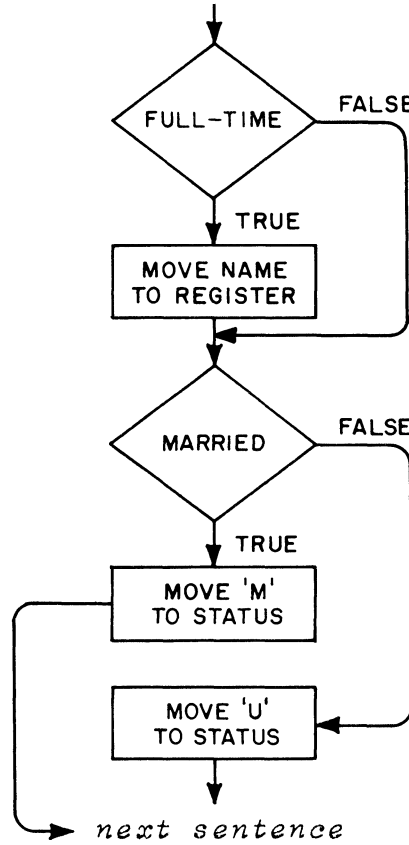 FULL-TIME
FALSE
TRUE
MOVE NAME
TO REGISTER
MARRIED
FALSE
TRUE
MOVE 'M'
TO STATUS
MOVE 'U'
TO STATUS
next sentence